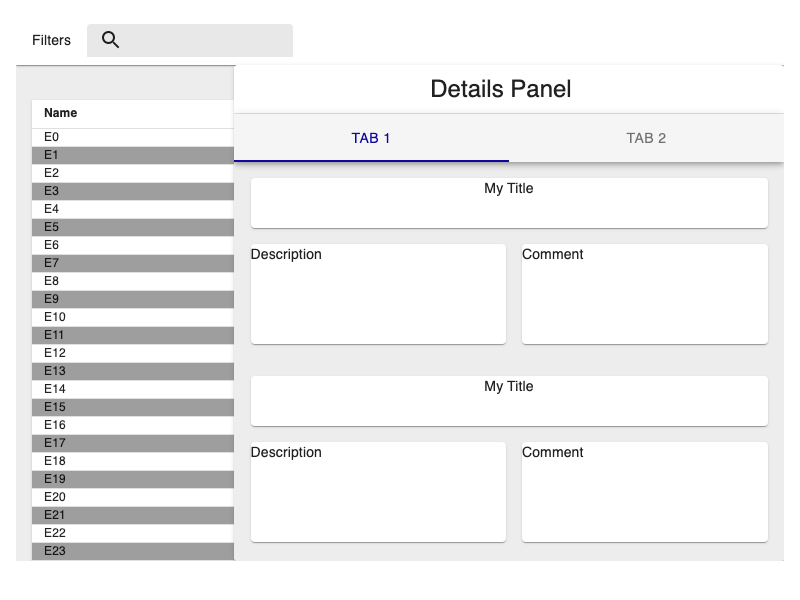 Filters
Details Panel
TAB 1
TAB 2
Name
E0
E1
E2
E3
E4
E5
E6
E7
E8
E9
E10
E11
E12
E13
E14
E15
E16
E17
E18
E19
E20
E21
E22
E23
My Title
Description
Comment
My Title
Description
Comment